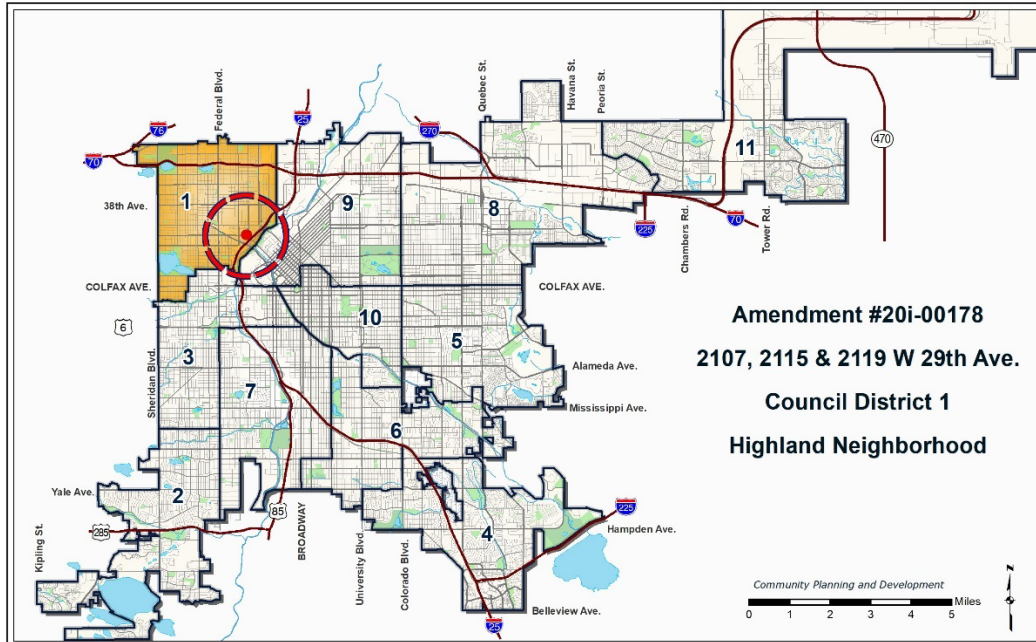 Federal Blvd.
Quebec St.
Havana St.
Peoria St.
76
25
270
70
470
11
1
9
8
38th Ave.
225
Chambers Rd.
70
Tower Rd.
COLFAX AVE.
COLFAX AVE.
6
10
5
3
Sheridan Blvd.
7
Alameda Ave.
Mississippi Ave.
6
Yale Ave.
2
85
285
Kipling St.
BROADWAY
University Blvd.
Colorado Blvd.
4
225
Hampden Ave.
Belleview Ave.
25
Amendment #20i-00178
2107, 2115 & 2119 W 29th Ave.
Council District 1
Highland Neighborhood
Community Planning and Development
0 1 2 3 4 5 Miles
N